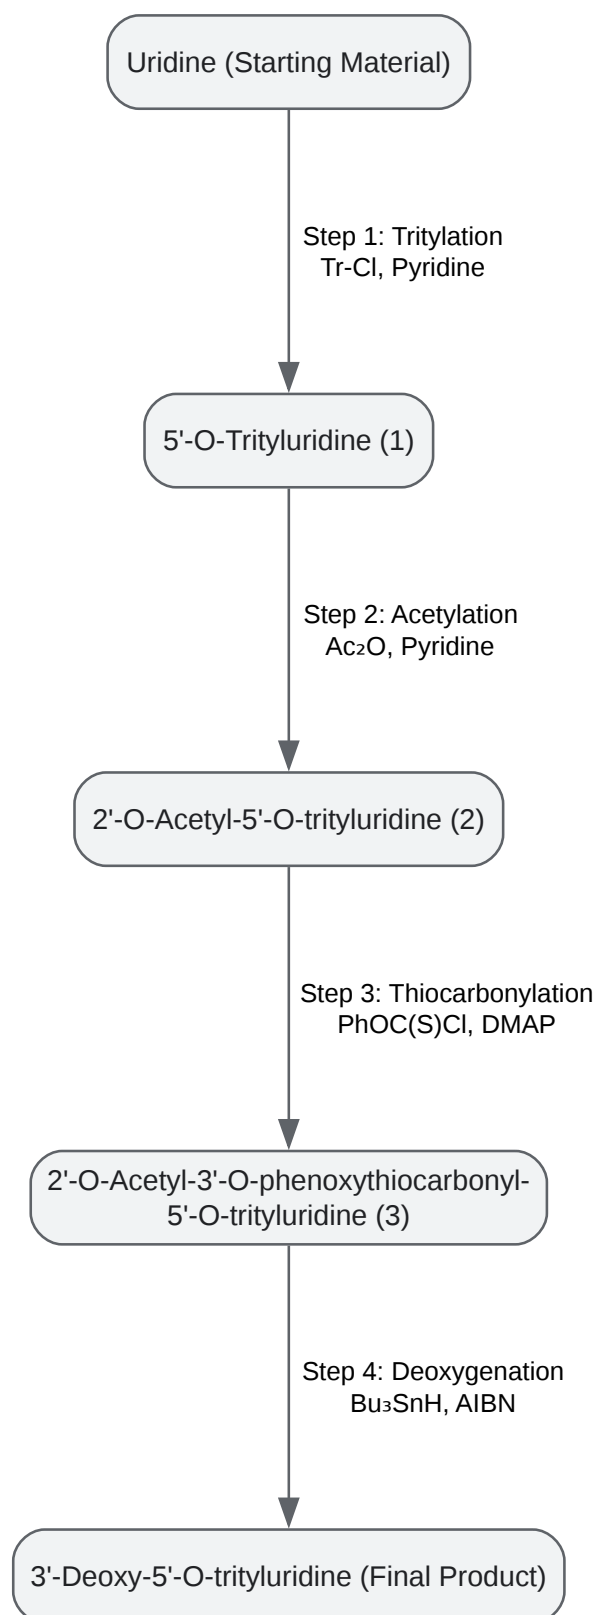 Uridine (Starting Material)
Step 1: Tritylation
Tr-Cl, Pyridine
5'-O-Trityluridine (1)
Step 2: Acetylation
Ac₂O, Pyridine
2'-O-Acetyl-5'-O-trityluridine (2)
Step 3: Thiocarbonylation
PhOC(S)Cl, DMAP
2'-O-Acetyl-3'-O-phenoxythiocarbonyl-
5'-O-trityluridine (3)
Step 4: Deoxygenation
Bu₃SnH, AIBN
3'-Deoxy-5'-O-trityluridine (Final Product)